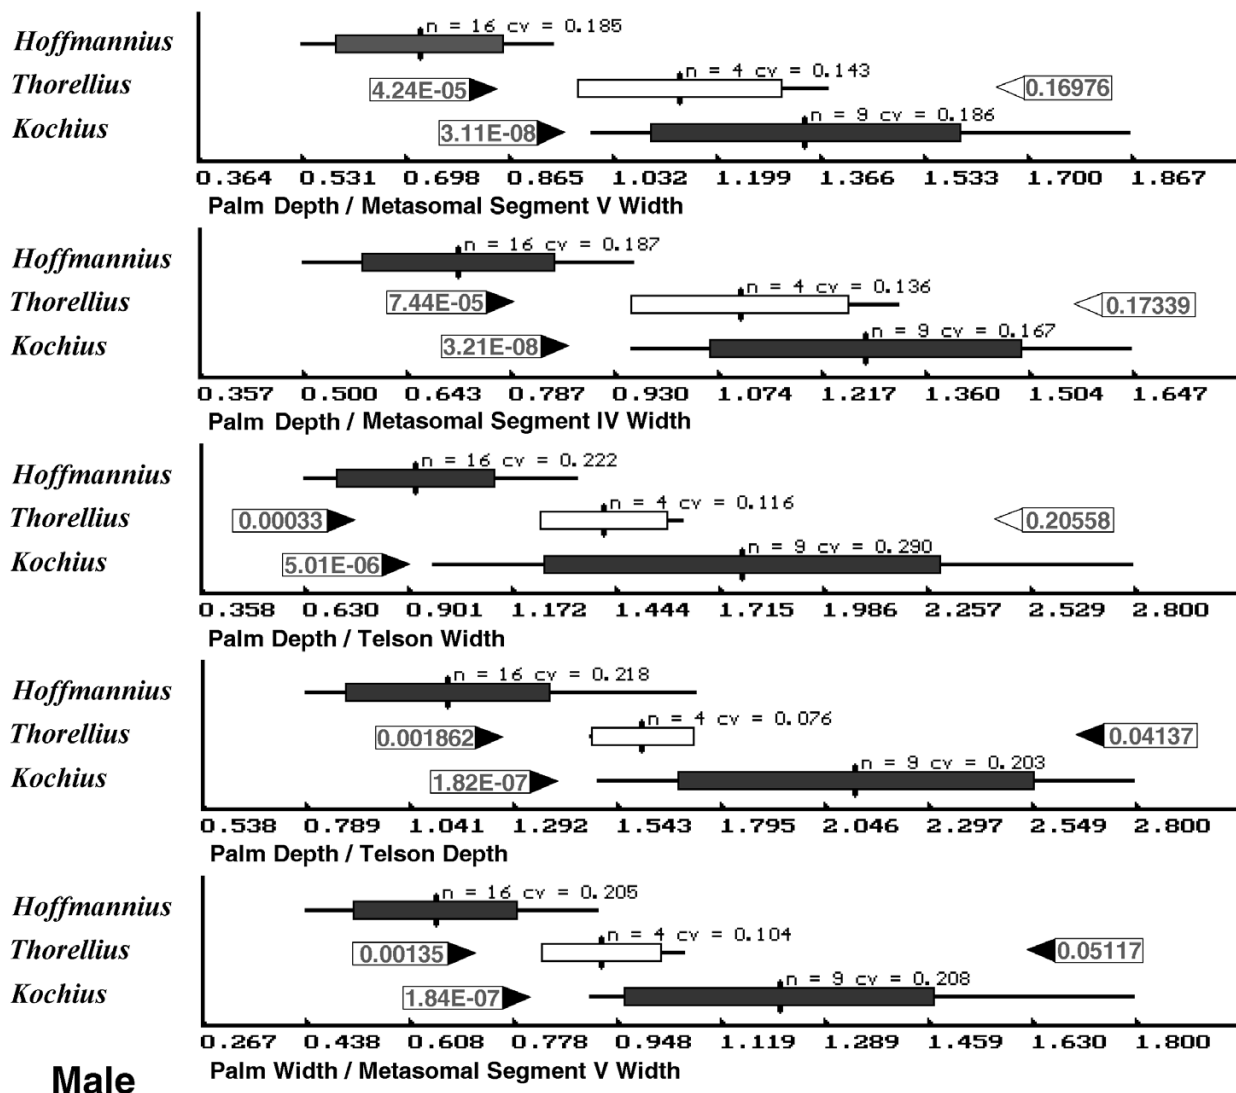 n = 16 cv = 0.185
Hoffmannius
n = 4 cv = 0.143
Thorellius 4.24E-05 0.16976
n = 9 cv = 0.186
Kochius 3.11E-08
0.364 0.531 0.698 0.865 1.032 1.199 1.366 1.533 1.700 1.867
Palm Depth / Metasomal Segment V Width
n = 16 cv = 0.187
Hoffmannius
n = 4 cv = 0.136
Thorellius 7.44E-05 0.17339
n = 9 cv = 0.167
Kochius 3.21E-08
0.357 0.500 0.643 0.787 0.930 1.074 1.217 1.360 1.504 1.647
Palm Depth / Metasomal Segment IV Width
n = 16 cv = 0.222
Hoffmannius
n = 4 cv = 0.116
Thorellius 0.00033 0.20558
n = 9 cv = 0.290
Kochius 5.01E-06
0.358 0.630 0.901 1.172 1.444 1.715 1.986 2.257 2.529 2.800
Palm Depth / Telson Width
n = 16 cv = 0.218
Hoffmannius
n = 4 cv = 0.076
Thorellius 0.001862 0.04137
n = 9 cv = 0.203
Kochius 1.82E-07
0.538 0.789 1.041 1.292 1.543 1.795 2.046 2.297 2.549 2.800
Palm Depth / Telson Depth
n = 16 cv = 0.205
Hoffmannius
n = 4 cv = 0.104
Thorellius 0.00135 0.05117
n = 9 cv = 0.208
Kochius 1.84E-07
0.267 0.438 0.608 0.778 0.948 1.119 1.289 1.459 1.630 1.800
Palm Width / Metasomal Segment V Width
Male